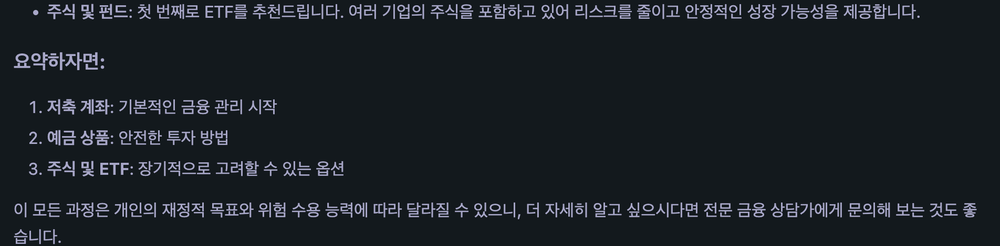 • 주식 및 펀드: 첫 번째로 ETF를 추천드립니다. 여러 기업의 주식을 포함하고 있어 리스크를 줄이고 안정적인 성장 가능성을 제공합니다.
요약하자면:
1. 저축 계좌: 기본적인 금융 관리 시작
2. 예금 상품: 안전한 투자 방법
3. 주식 및 ETF: 장기적으로 고려할 수 있는 옵션
이 모든 과정은 개인의 재정적 목표와 위험 수용 능력에 따라 달라질 수 있으니, 더 자세히 알고 싶으시다면 전문 금융 상담가에게 문의해 보는 것도 좋
습니다.